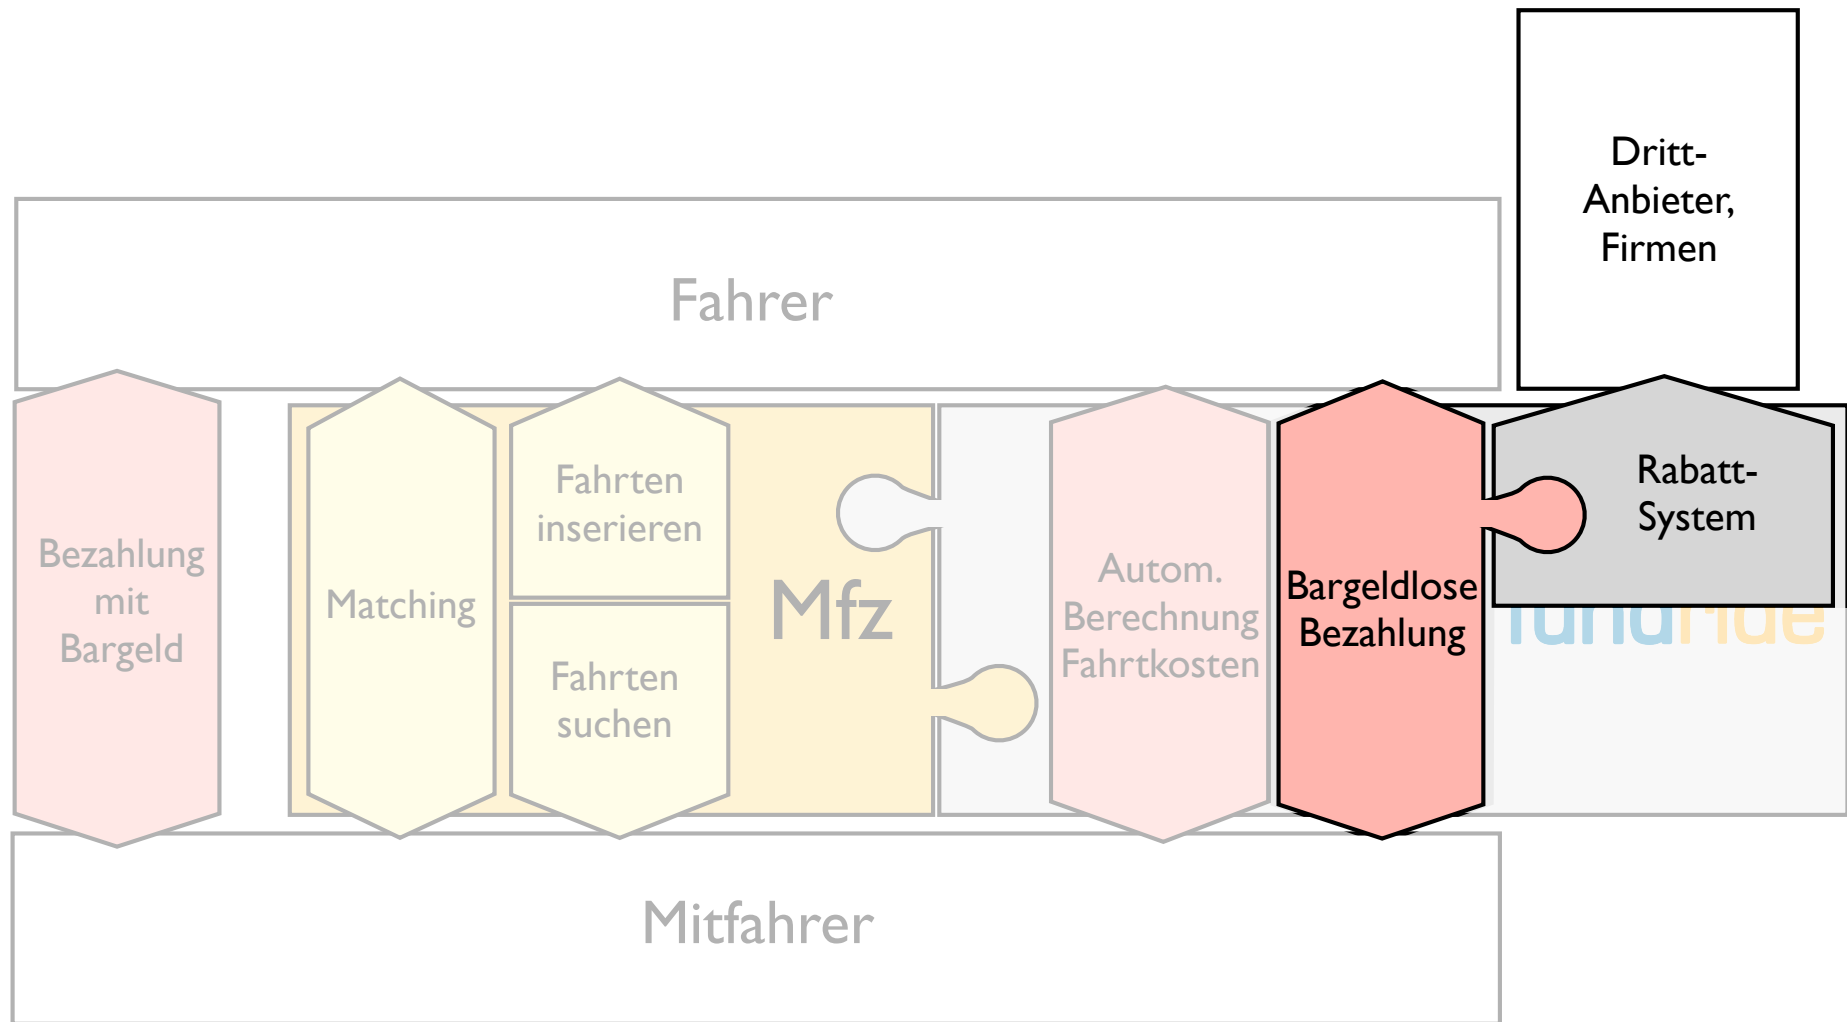 Dritt-
Anbieter,
Firmen
Fahrer
Bezahlung
mit
Bargeld
Matching
Fahrten
inserieren
Fahrten
suchen
Mfz
Autom.
Berechnung
Fahrtkosten
Bargeldlose
Bezahlung
Rabatt-
System
fundride
Mitfahrer